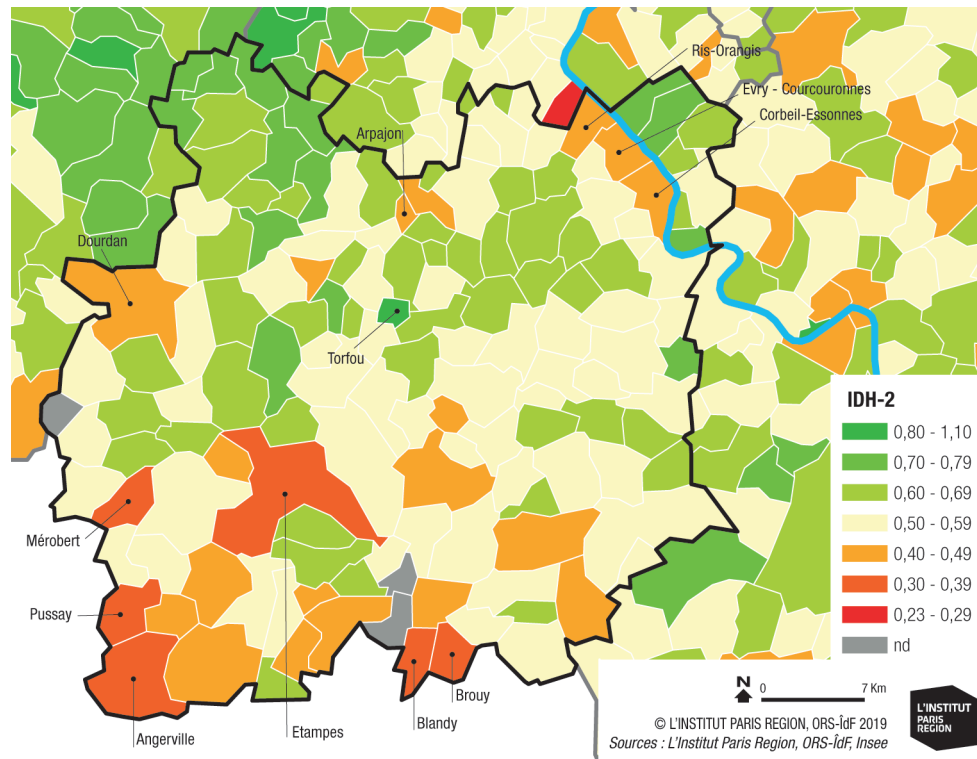 Ris-Orangis
Evry - Courcouronnes
Corbeil-Essonnes
Arpajon
Dourdan
Torfou
Mérobert
Pussay
Angerville
Etampes
Blandy
Brouy
IDH-2
0,80 - 1,10
0,70 - 0,79
0,60 - 0,69
0,50 - 0,59
0,40 - 0,49
0,30 - 0,39
0,23 - 0,29
nd
N
0
7 Km
© L'INSTITUT PARIS REGION, ORS-ÎdF 2019
Sources : L'Institut Paris Region, ORS-ÎdF, Insee
L'INSTITUT
PARIS
REGION